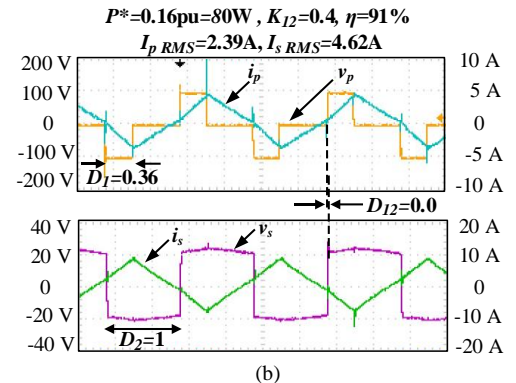 P*=0.16pu=80W , K12=0.4, η=91%
Ip RMS=2.39A, Is RMS=4.62A
200 V
100 V
0
-100 V
-200 V
10 A
5 A
0
-5 A
-10 A
ip
vp
D1=0.36
D12=0.0
40 V
20 V
0
-20 V
-40 V
20 A
10 A
0
-10 A
-20 A
is
vs
D2=1
(b)